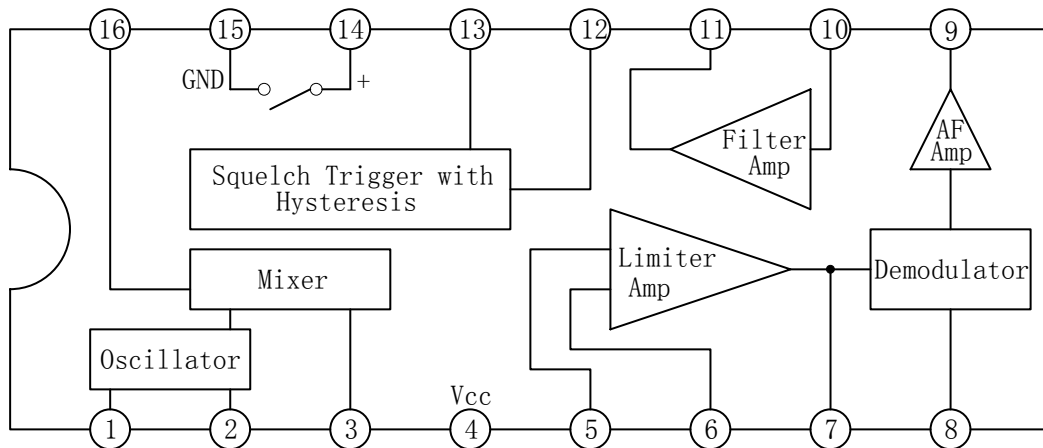 16 15 14 13 12 11 10 9
GND +
Squelch Trigger with
Hysteresis
Filter
Amp
AF
Amp
Mixer
Limiter
Amp
Demodulator
Oscillator
Vcc
1 2 3 4 5 6 7 8